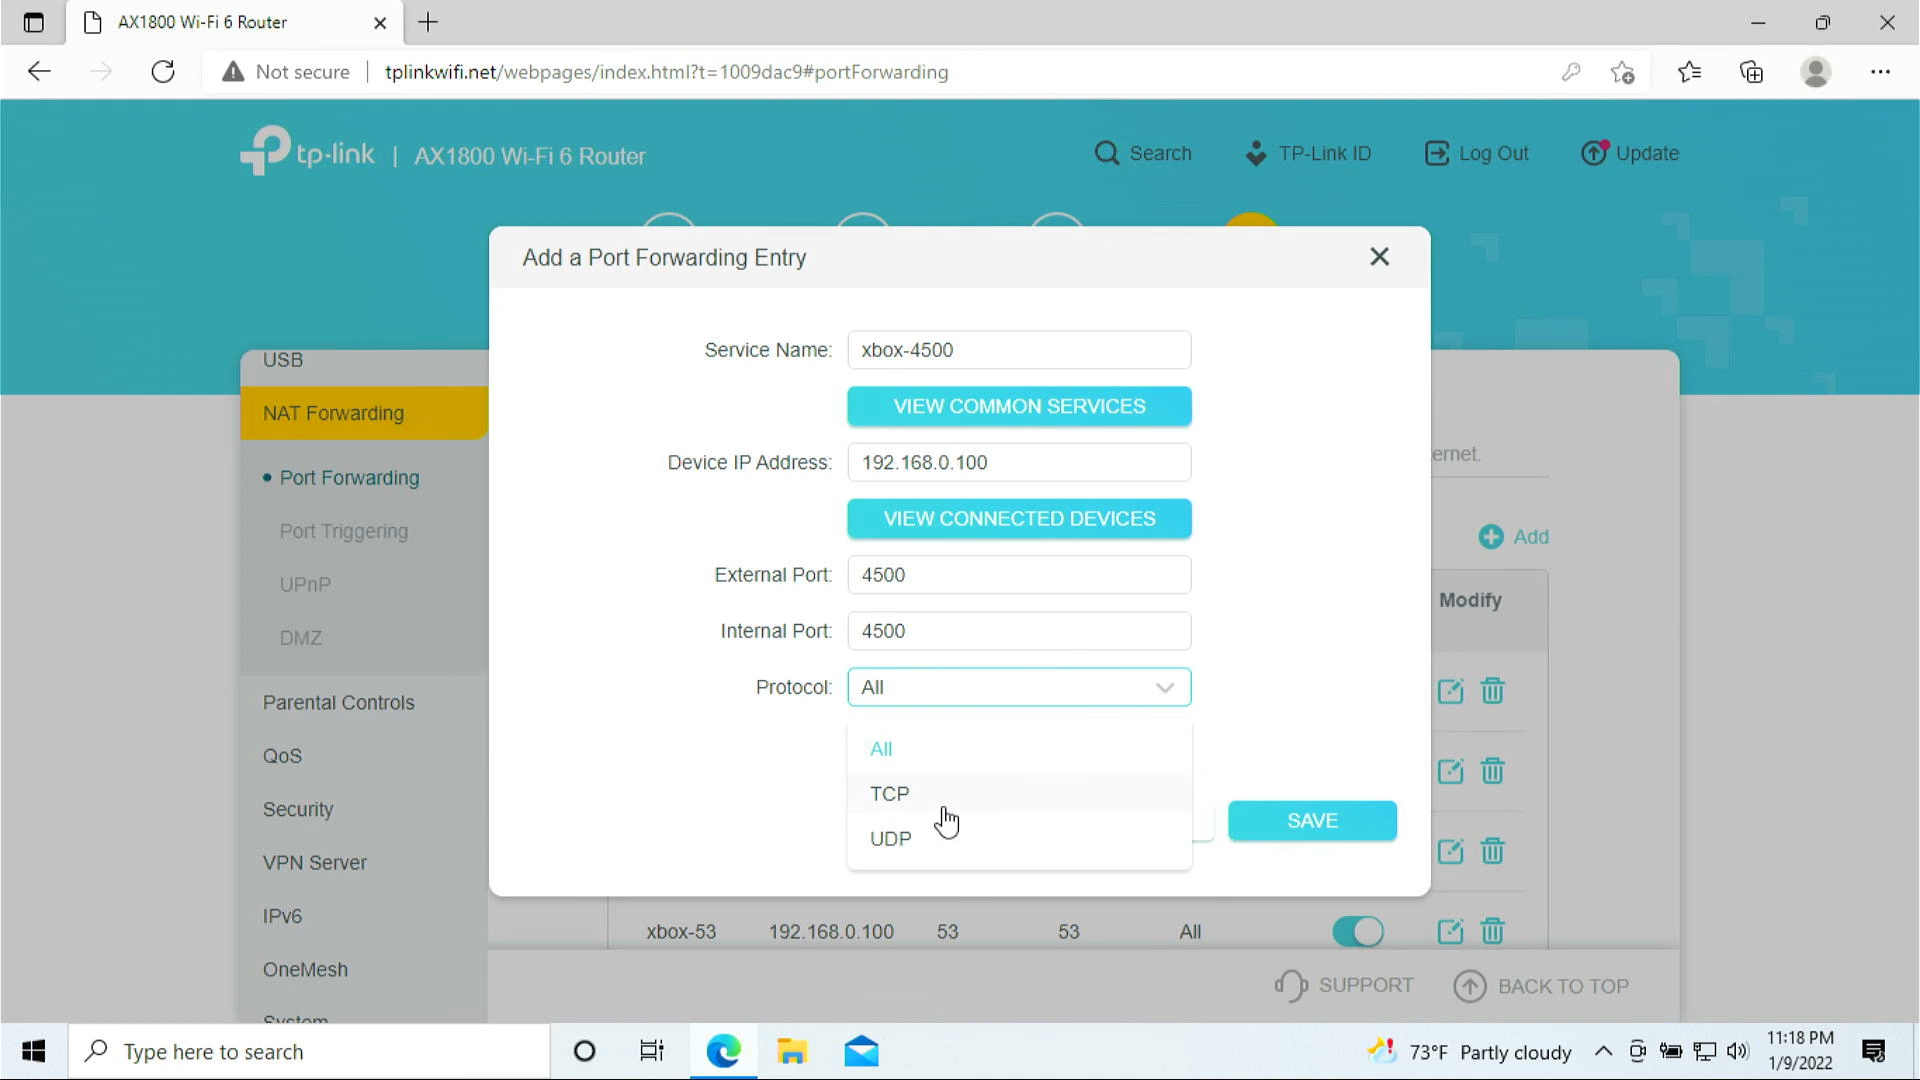 AX1800 Wi-Fi 6 Router
Not secure
tplinkwifi.net/webpages/index.html?t=1009dac9#portForwarding
tp-link | AX1800 Wi-Fi 6 Router
Search
TP-Link ID
Log Out
Update
Add a Port Forwarding Entry
USB
NAT Forwarding
Port Forwarding
Port Triggering
UPnP
DMZ
Parental Controls
QoS
Security
VPN Server
IPv6
OneMesh
System
Service Name: xbox-4500
VIEW COMMON SERVICES
Device IP Address: 192.168.0.100
VIEW CONNECTED DEVICES
External Port: 4500
Internal Port: 4500
Protocol: All
All
TCP
UDP
SAVE
ernet.
Add
Modify
xbox-53 192.168.0.100 53 53 All
SUPPORT
BACK TO TOP
Type here to search
73°F Partly cloudy
11:18 PM
1/9/2022